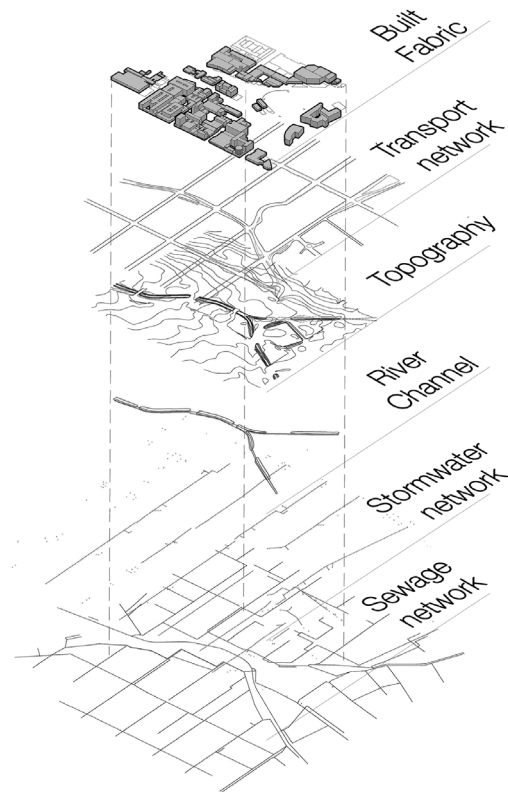 Built
Fabric
Transport
network
Topography
River
Channel
Stormwater
network
Sewage
network